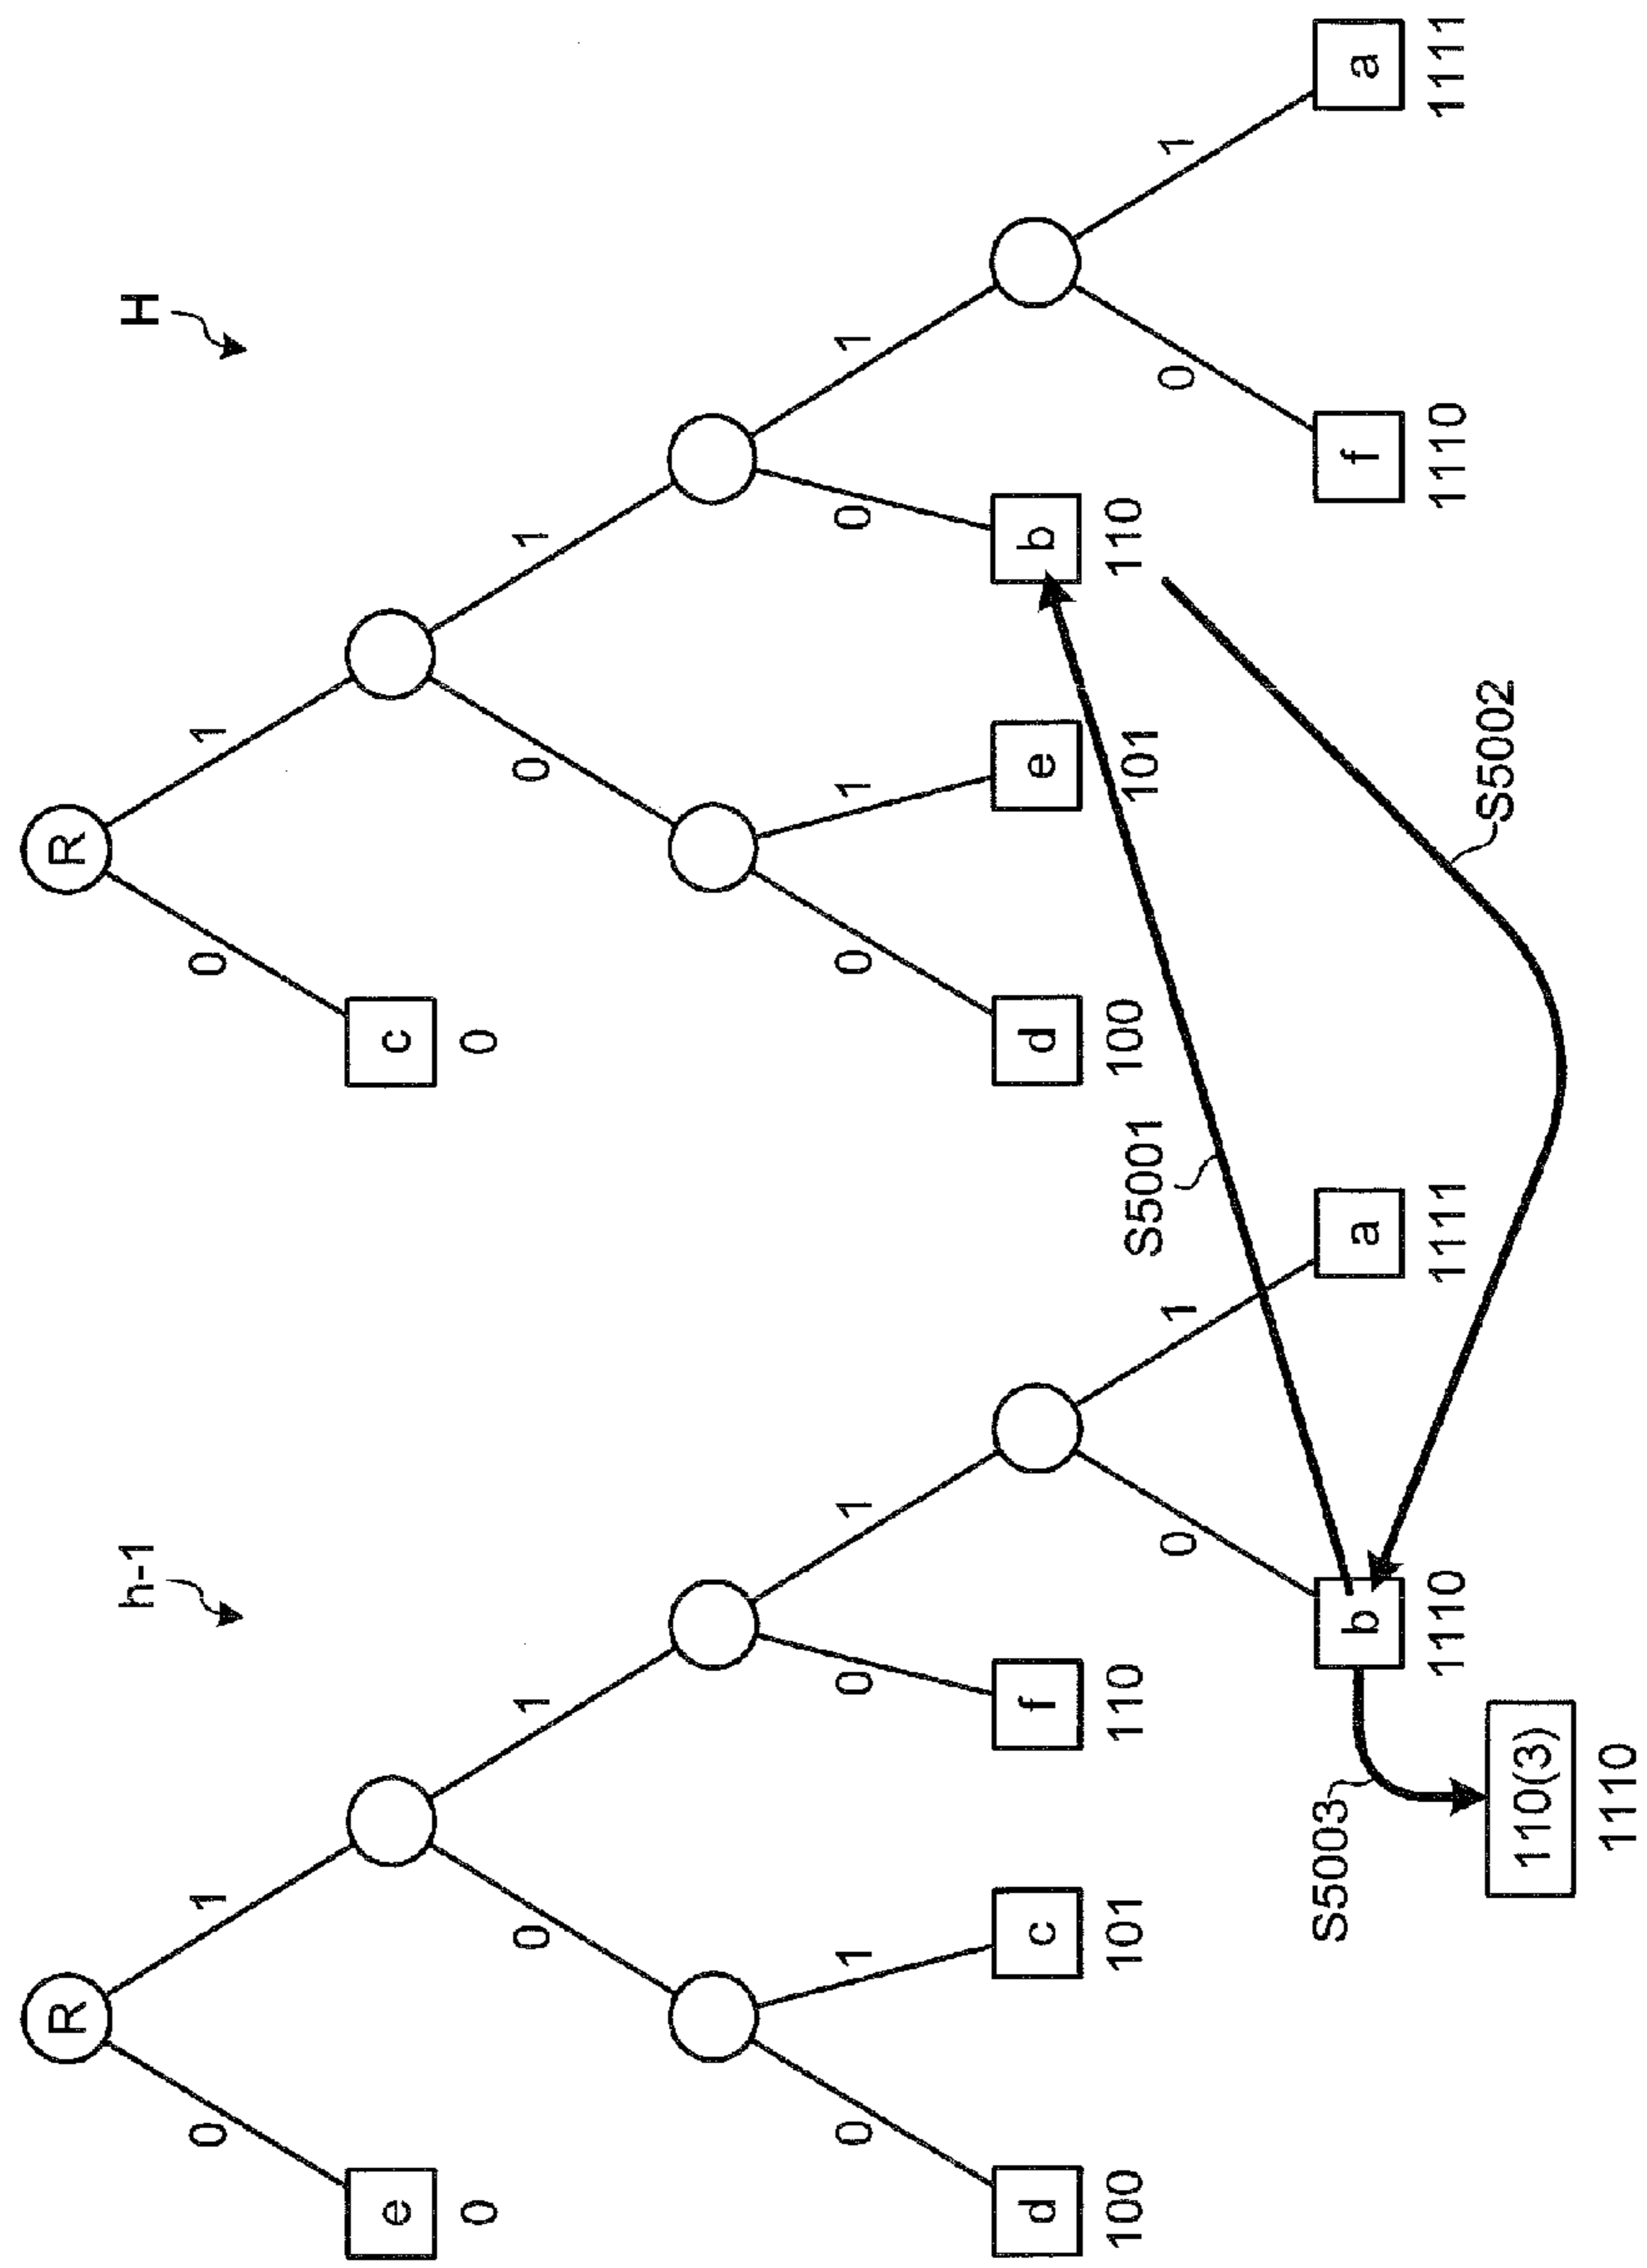 R R
h-1 H
0 1 0 1
e c
0 0
0 1 0 1
0 1 0 1 0 1 0 1
d c f d e b
100 101 110 S5001 100 101 110
0 1 0 1
S5003
b a f a
1110 1111 1110 1111
S5002
110(3)
1110